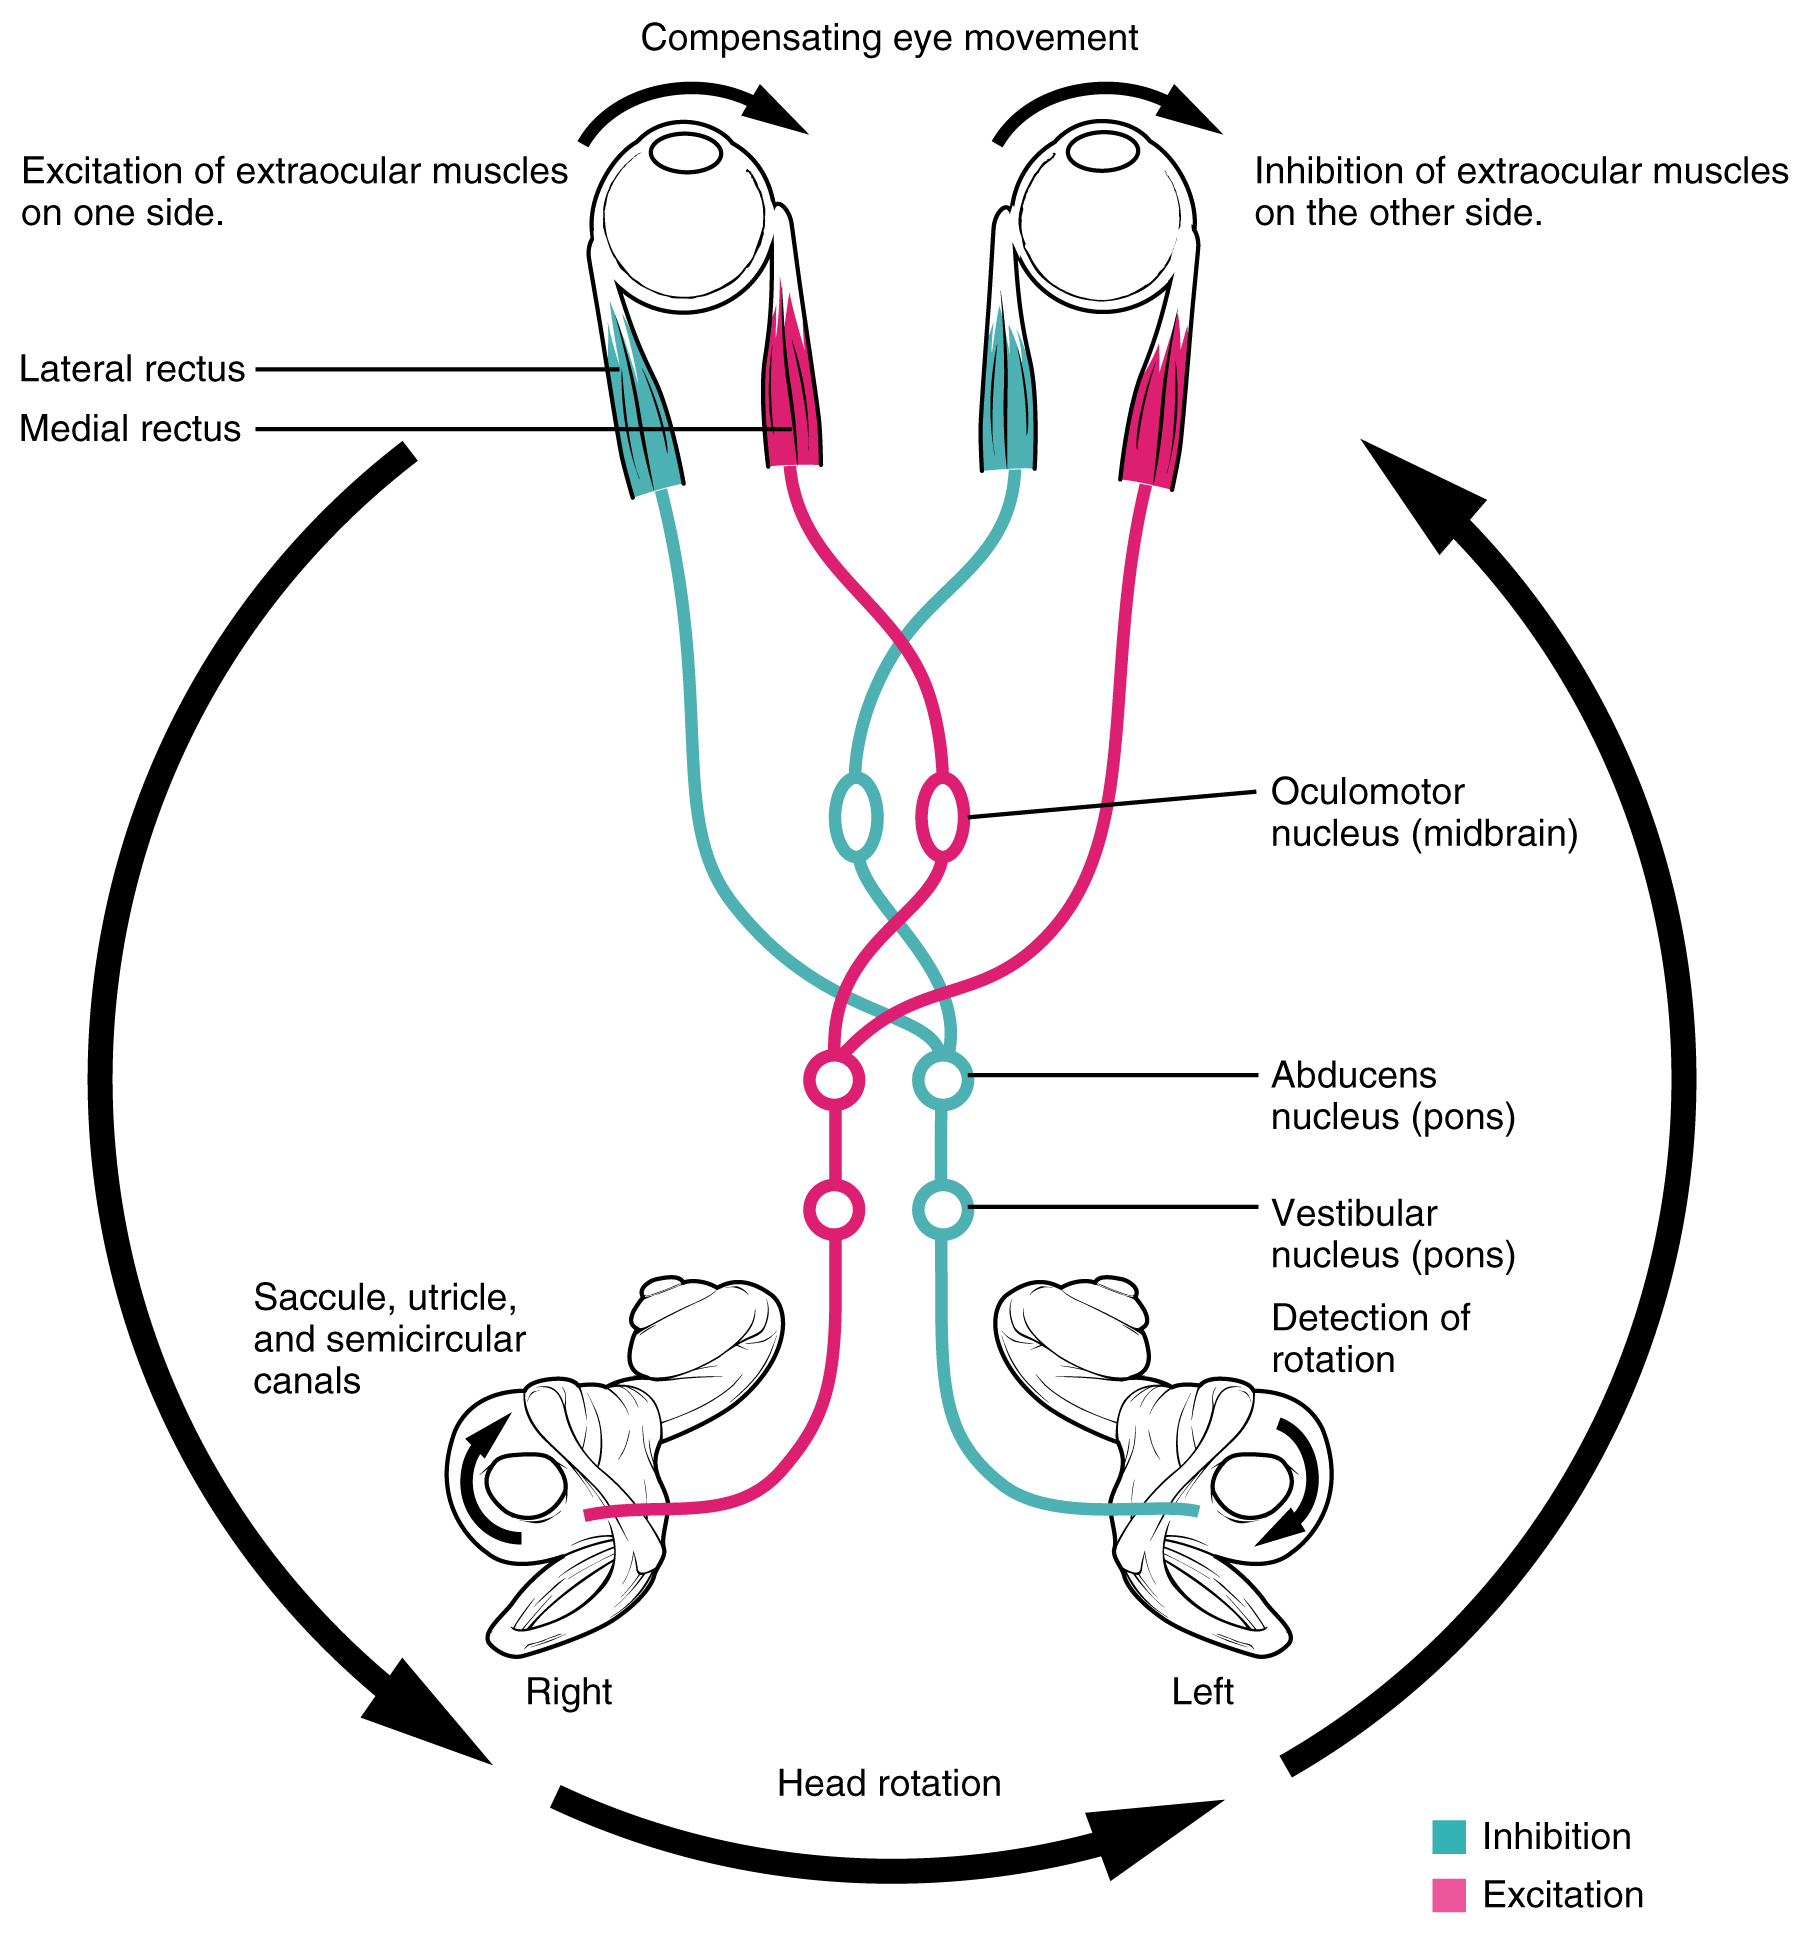 Compensating eye movement
Excitation of extraocular muscles
on one side.
Inhibition of extraocular muscles
on the other side.
Lateral rectus
Medial rectus
Oculomotor
nucleus (midbrain)
Abducens
nucleus (pons)
Vestibular
nucleus (pons)
Saccule, utricle,
and semicircular
canals
Detection of
rotation
Right
Left
Head rotation
Inhibition
Excitation